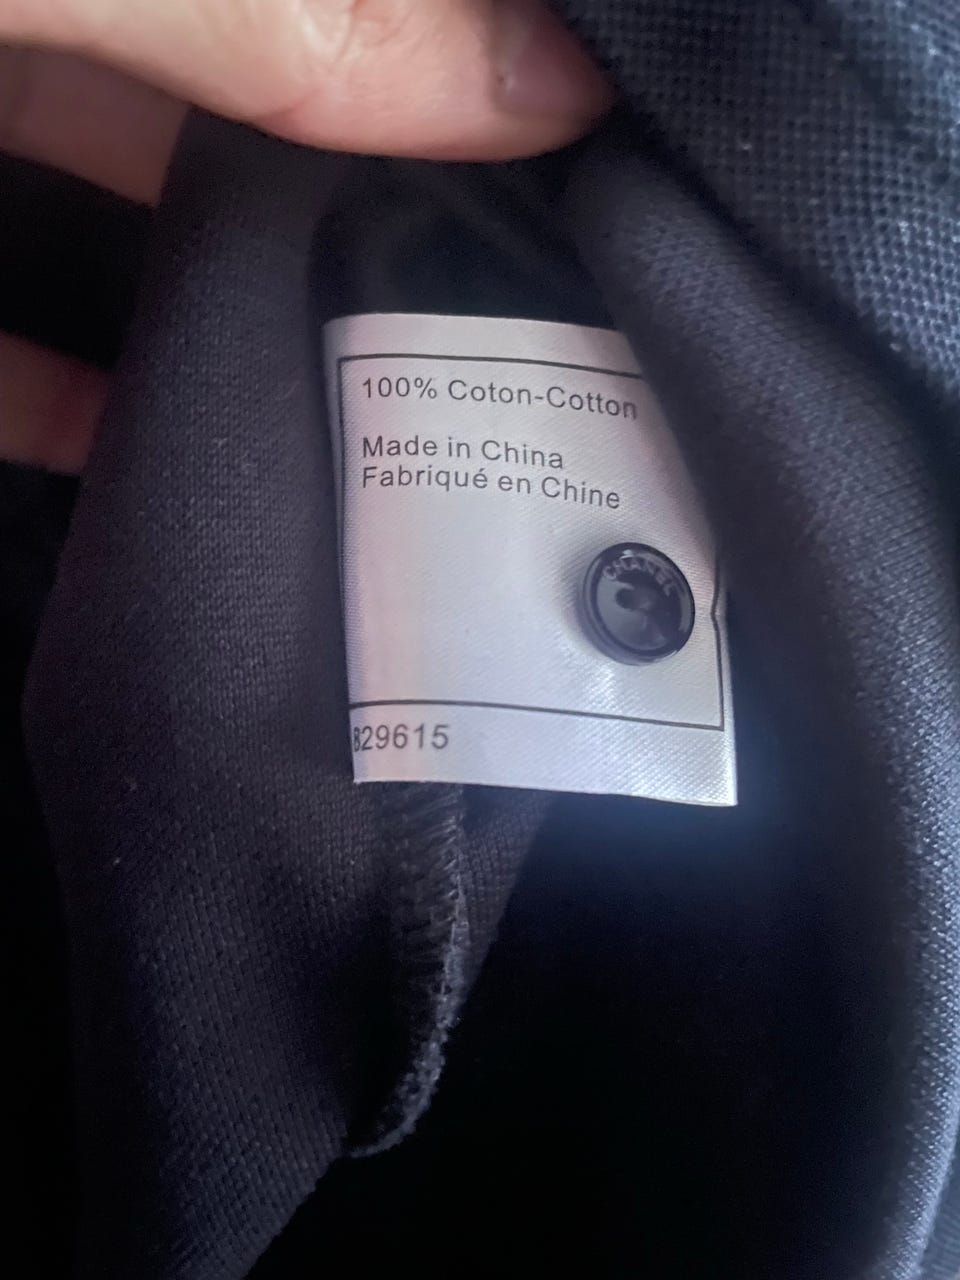 100% Coton-Cotton
Made in China
Fabriqué en Chine
CHANEL
829615